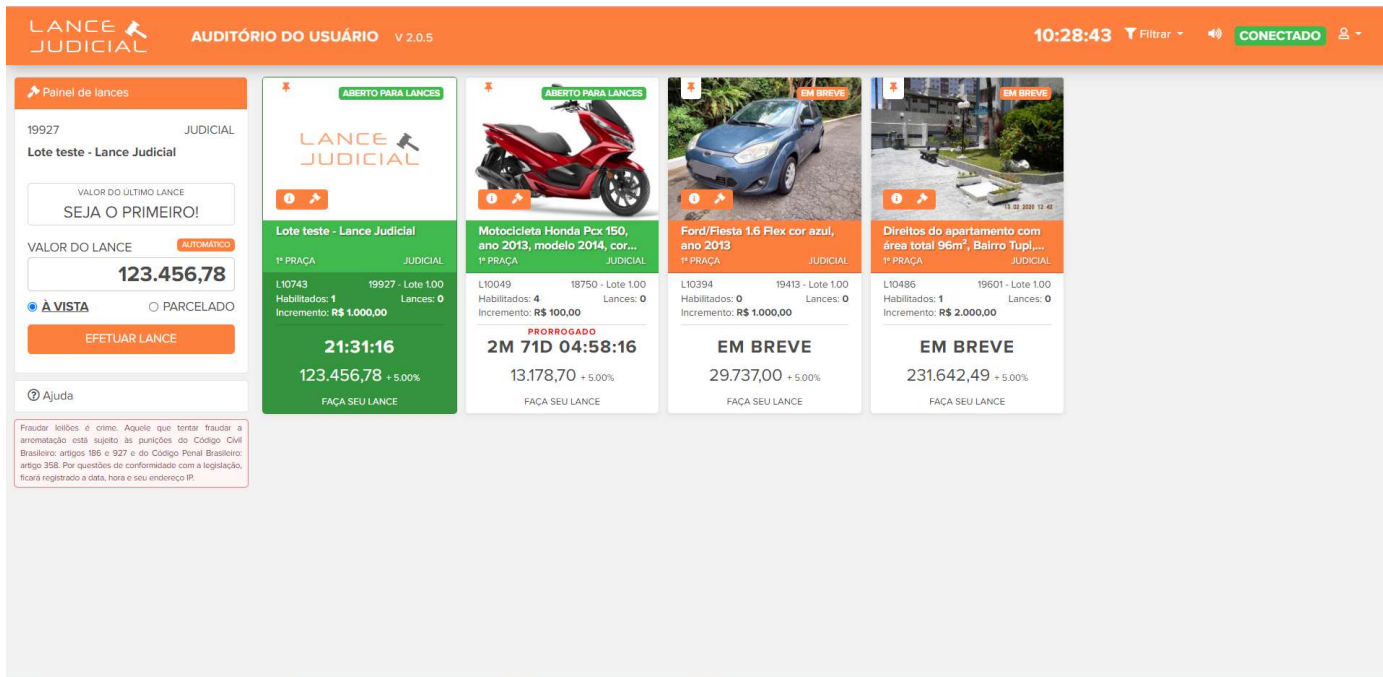 LANCE
JUDICIAL
AUDITÓRIO DO USUÁRIO V 2.0.5
10:28:43 Filtrar CONECTADO
Painel de lances
19927 JUDICIAL
Lote teste - Lance Judicial
VALOR DO ÚLTIMO LANCE
SEJA O PRIMEIRO!
VALOR DO LANCE AUTOMÁTICO
123.456,78
À VISTA PARCELADO
EFETUAR LANCE
Ajuda
Fraudar leilões é crime. Aquele que tentar fraudar a
arrematação está sujeito às punições do Código Civil
Brasileiro: artigos 186 e 927 e do Código Penal Brasileiro:
artigo 358. Por questões de conformidade com a legislação,
ficará registrado a data, hora e seu endereço IP.
ABERTO PARA LANCES
LANCE
JUDICIAL
Lote teste - Lance Judicial
1ª PRAÇA JUDICIAL
L10743 19927 - Lote 1.00
Habilitados: 1 Lances: 0
Incremento: R$ 1.000,00
21:31:16
123.456,78 + 5.00%
FAÇA SEU LANCE
ABERTO PARA LANCES
Motocicleta Honda Pcx 150,
ano 2013, modelo 2014, cor...
1ª PRAÇA JUDICIAL
L10049 18750 - Lote 1.00
Habilitados: 4 Lances: 0
Incremento: R$ 100,00
PRORROGADO
2M 71D 04:58:16
13.178,70 + 5.00%
FAÇA SEU LANCE
EM BREVE
Ford/Fiesta 1.6 Flex cor azul,
ano 2013
1ª PRAÇA JUDICIAL
L10394 19413 - Lote 1.00
Habilitados: 0 Lances: 0
Incremento: R$ 1.000,00
EM BREVE
29.737,00 + 5.00%
FAÇA SEU LANCE
EM BREVE
13 02 2020 12:42
Direitos do apartamento com
área total 96m², Bairro Tupi,...
1ª PRAÇA JUDICIAL
L10486 19601 - Lote 1.00
Habilitados: 1 Lances: 0
Incremento: R$ 2.000,00
EM BREVE
231.642,49 + 5.00%
FAÇA SEU LANCE